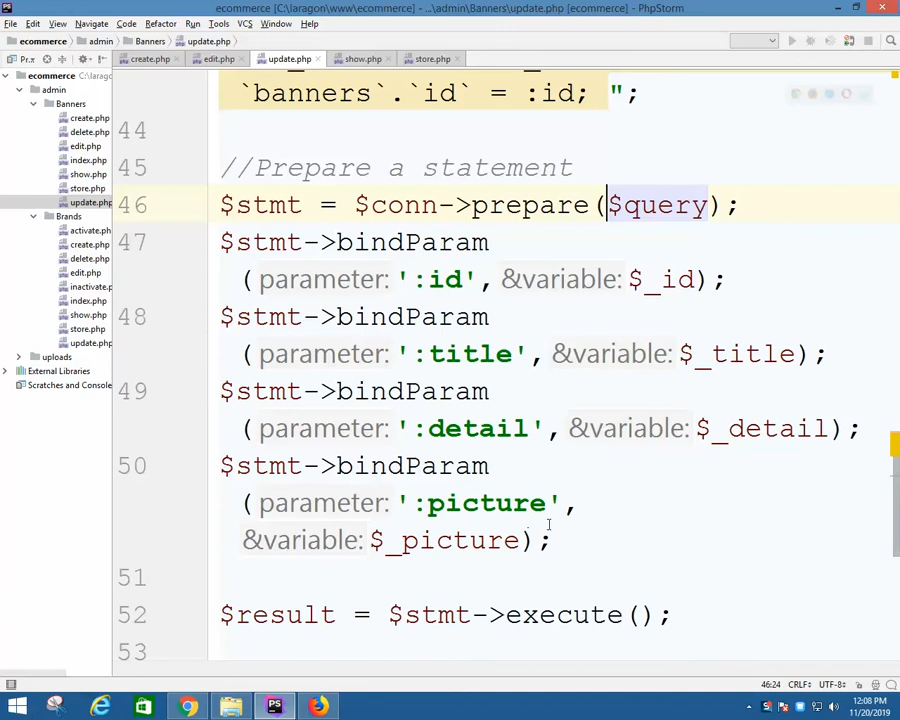 ecommerce [C:\laragon\www\ecommerce] - ...\admin\Banners\update.php [ecommerce] - PhpStorm
File Edit View Navigate Code Refactor Run Tools VCS Window Help
ecommerce admin Banners update.php
create.php edit.php update.php show.php store.php
ecommerce C:\larag
admin
Banners
create.php
delete.php
edit.php
index.php
show.php
store.php
update.php
Brands
activate.php
create.php
delete.php
edit.php
inactivate.php
index.php
show.php
store.php
update.php
uploads
External Libraries
Scratches and Console
`banners`.`id` = :id; ";
44
45 //Prepare a statement
46 $stmt = $conn->prepare($query);
47 $stmt->bindParam
(parameter: ':id', &variable: $_id);
48 $stmt->bindParam
(parameter: ':title', &variable: $_title);
49 $stmt->bindParam
(parameter: ':detail', &variable: $_detail);
50 $stmt->bindParam
(parameter: ':picture',
&variable: $_picture);
51
52 $result = $stmt->execute();
53
46:24 CRLF÷ UTF-8÷
12:08 PM
11/20/2019